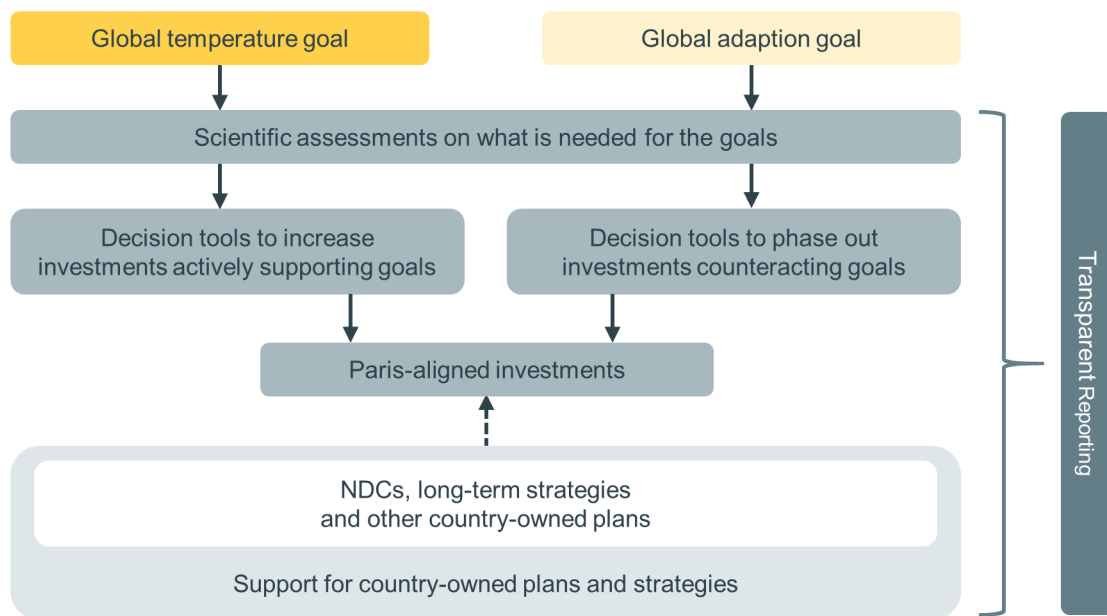 Global temperature goal
Global adaption goal
Scientific assessments on what is needed for the goals
Decision tools to increase
investments actively supporting goals
Decision tools to phase out
investments counteracting goals
Paris-aligned investments
NDCs, long-term strategies
and other country-owned plans
Support for country-owned plans and strategies
Transparent Reporting